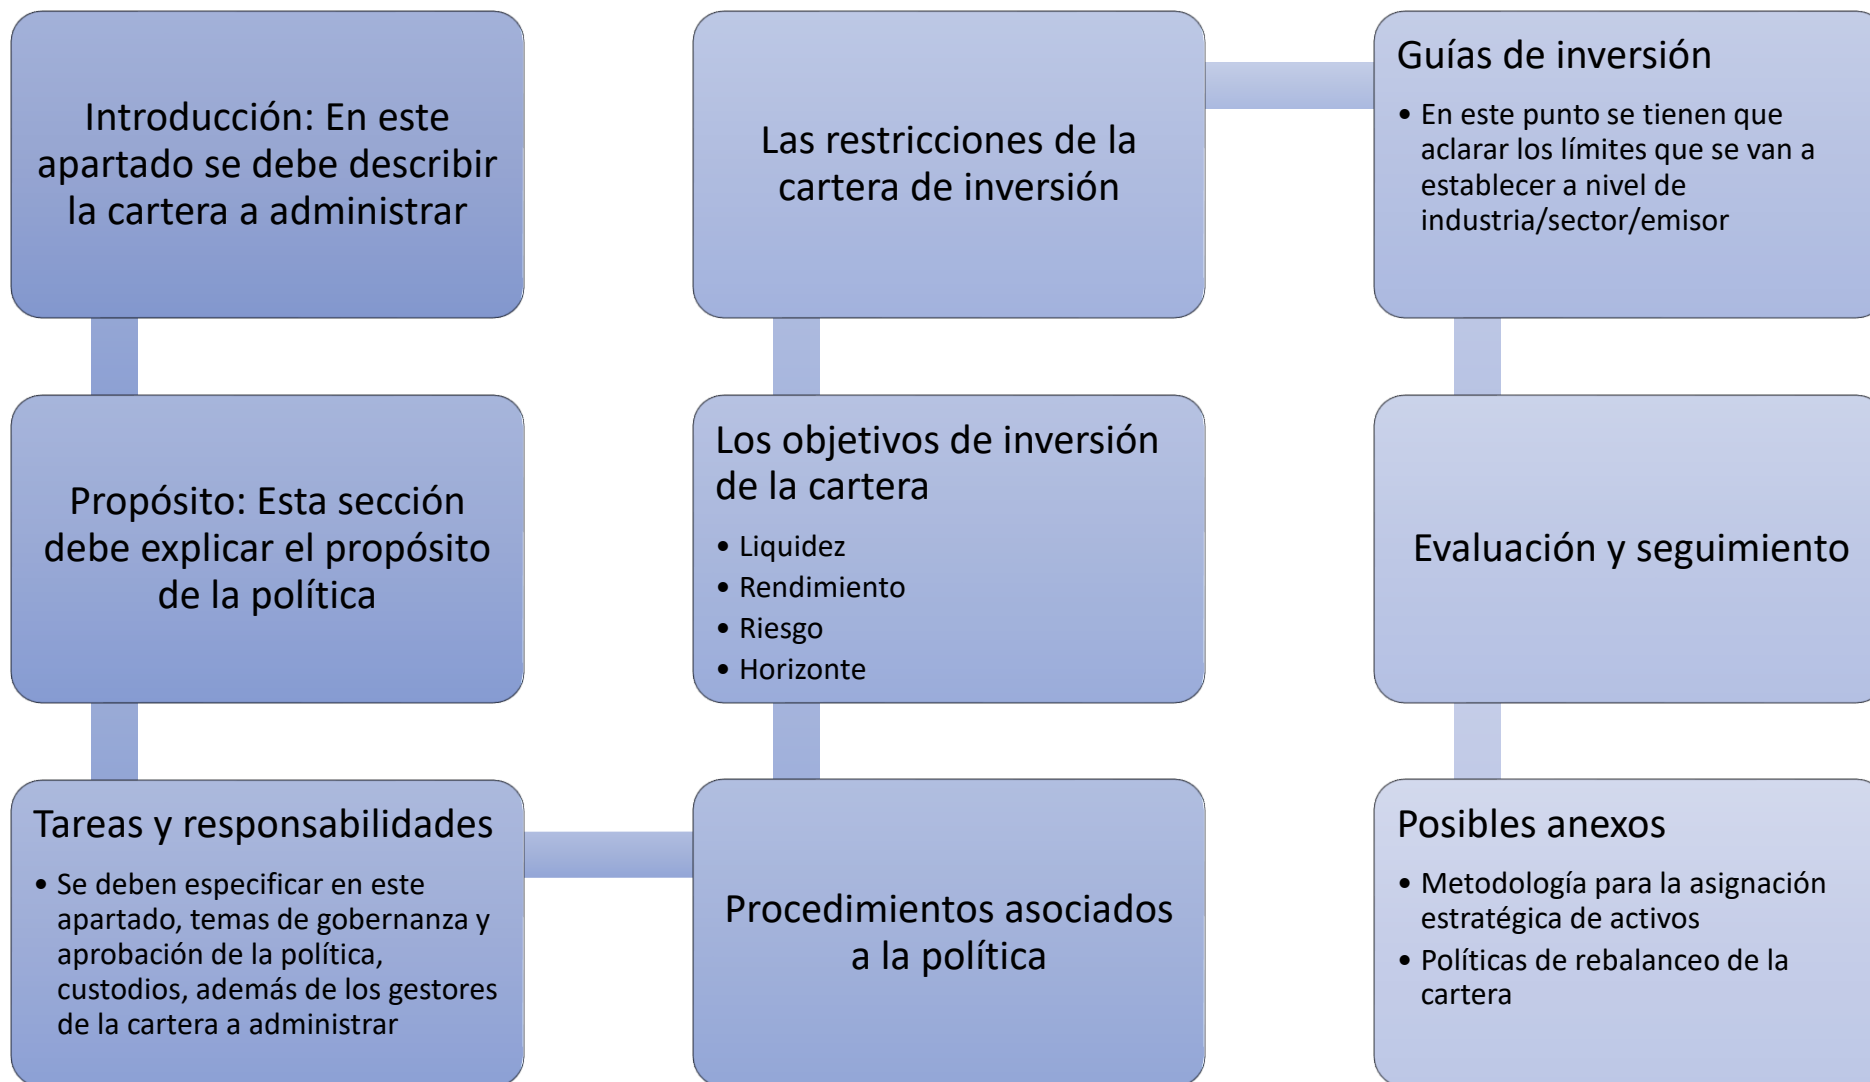 Introducción: En este
apartado se debe describir
la cartera a administrar
Propósito: Esta sección
debe explicar el propósito
de la política
Tareas y responsabilidades
• Se deben especificar en este
apartado, temas de gobernanza y
aprobación de la política,
custodios, además de los gestores
de la cartera a administrar
Procedimientos asociados
a la política
Los objetivos de inversión
de la cartera
• Liquidez
• Rendimiento
• Riesgo
• Horizonte
Las restricciones de la
cartera de inversión
Guías de inversión
• En este punto se tienen que
aclarar los límites que se van a
establecer a nivel de
industria/sector/emisor
Evaluación y seguimiento
Posibles anexos
• Metodología para la asignación
estratégica de activos
• Políticas de rebalanceo de la
cartera